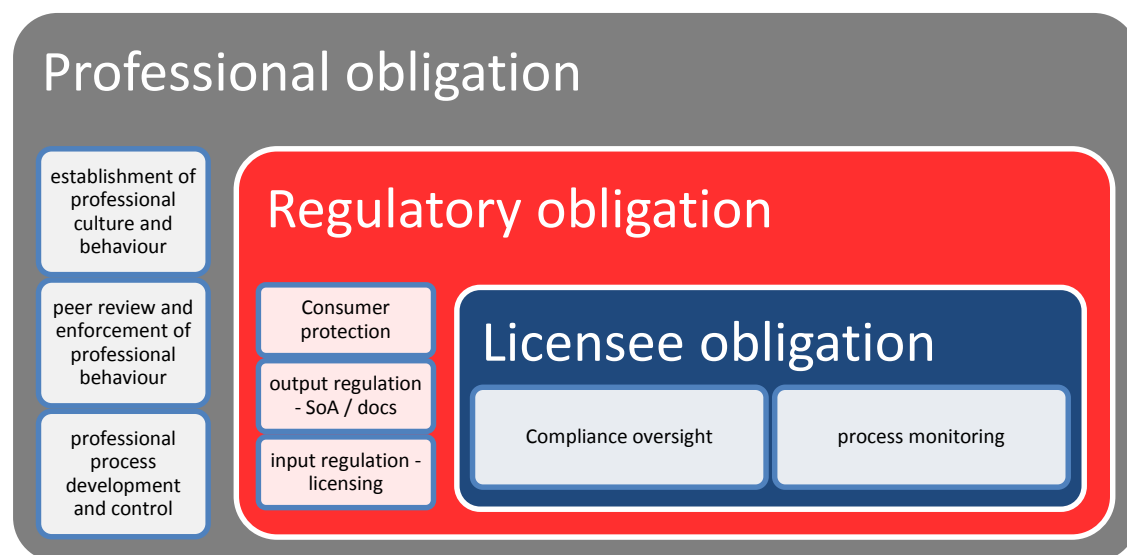 Professional obligation
establishment of
professional
culture and
behaviour
peer review and
enforcement of
professional
behaviour
professional
process
development
and control
Regulatory obligation
Consumer
protection
output regulation
- SoA / docs
input regulation -
licensing
Licensee obligation
Compliance oversight
process monitoring